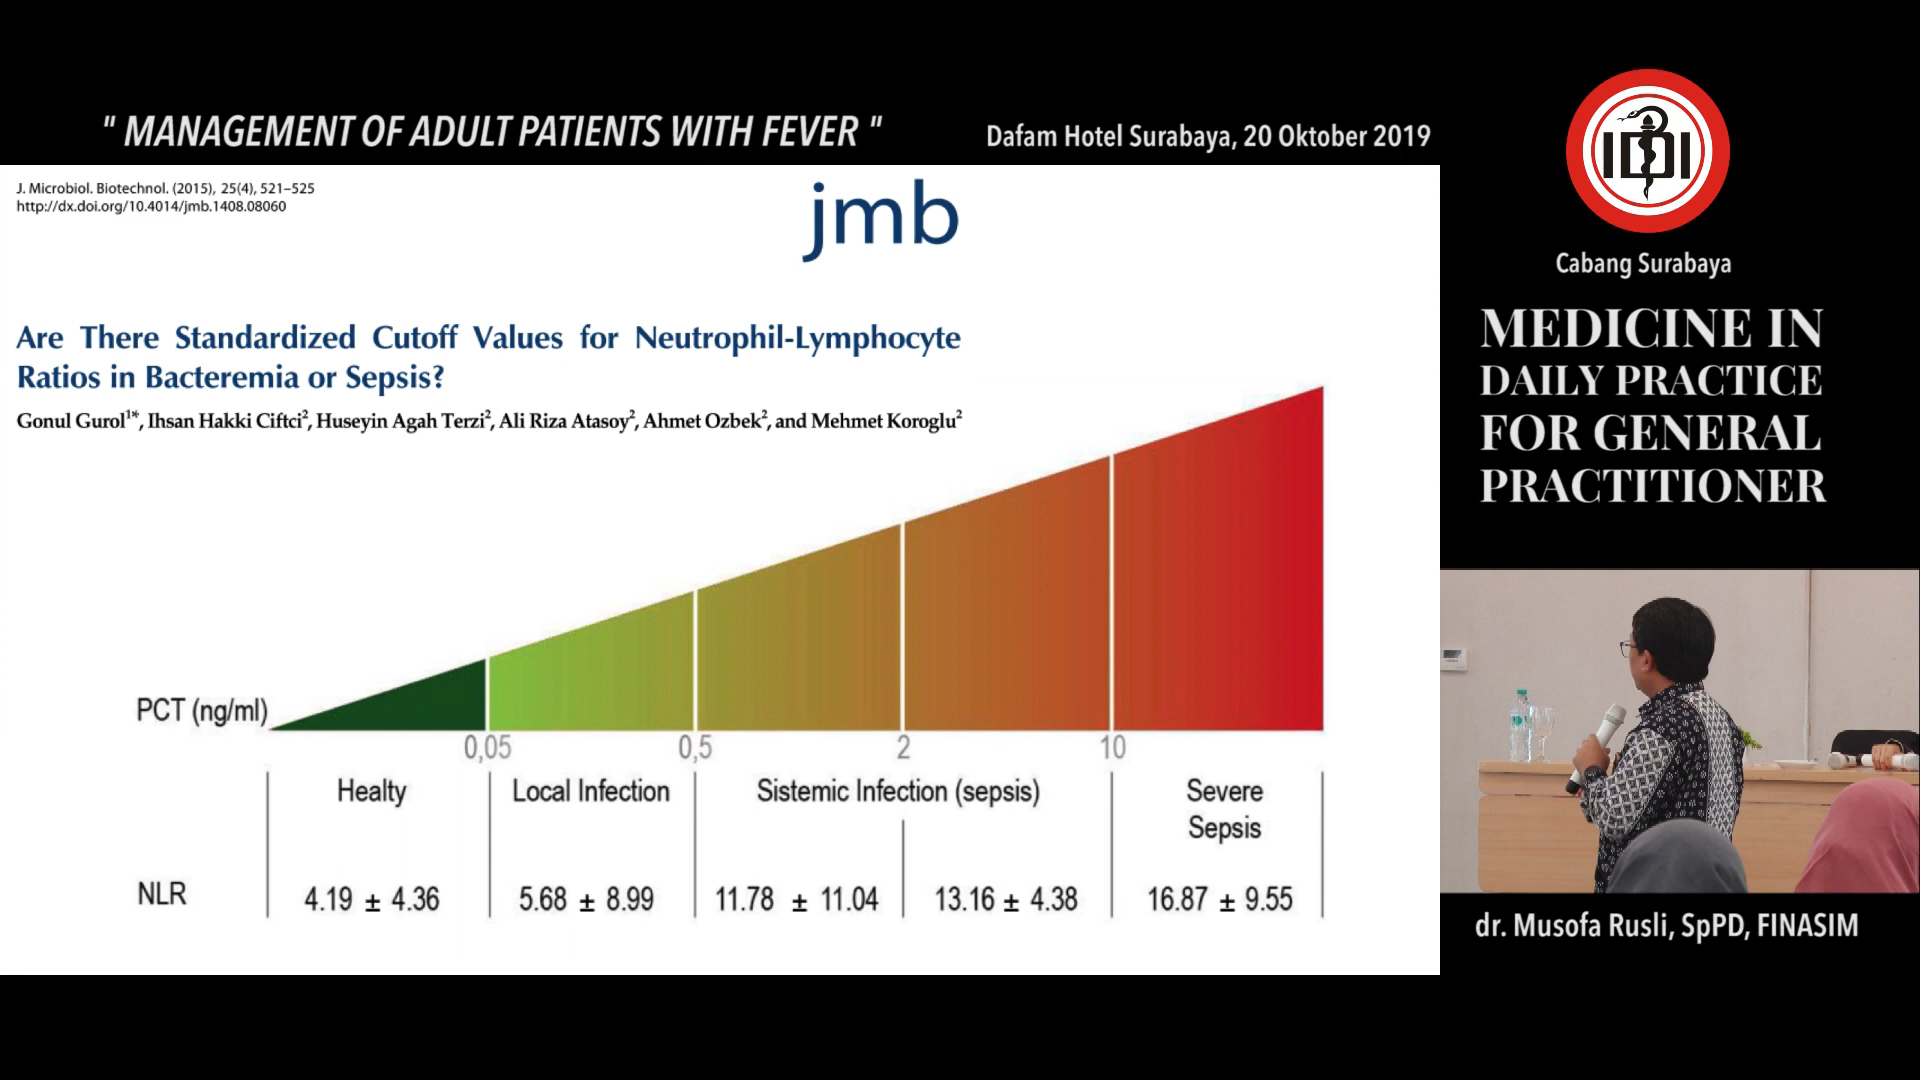 " MANAGEMENT OF ADULT PATIENTS WITH FEVER "
Dafam Hotel Surabaya, 20 Oktober 2019
J. Microbiol. Biotechnol. (2015), 25(4), 521–525
http://dx.doi.org/10.4014/jmb.1408.08060
jmb
Are There Standardized Cutoff Values for Neutrophil-Lymphocyte
Ratios in Bacteremia or Sepsis?
Gonul Gurol1*, Ihsan Hakki Ciftci2, Huseyin Agah Terzi2, Ali Riza Atasoy2, Ahmet Ozbek2, and Mehmet Koroglu2
PCT (ng/ml)
0,05 0,5 2 10
Healty
Local Infection
Sistemic Infection (sepsis)
Severe
Sepsis
NLR
4.19 ± 4.36
5.68 ± 8.99
11.78 ± 11.04
13.16 ± 4.38
16.87 ± 9.55
IDI
Cabang Surabaya
MEDICINE IN
DAILY PRACTICE
FOR GENERAL
PRACTITIONER
dr. Musofa Rusli, SpPD, FINASIM